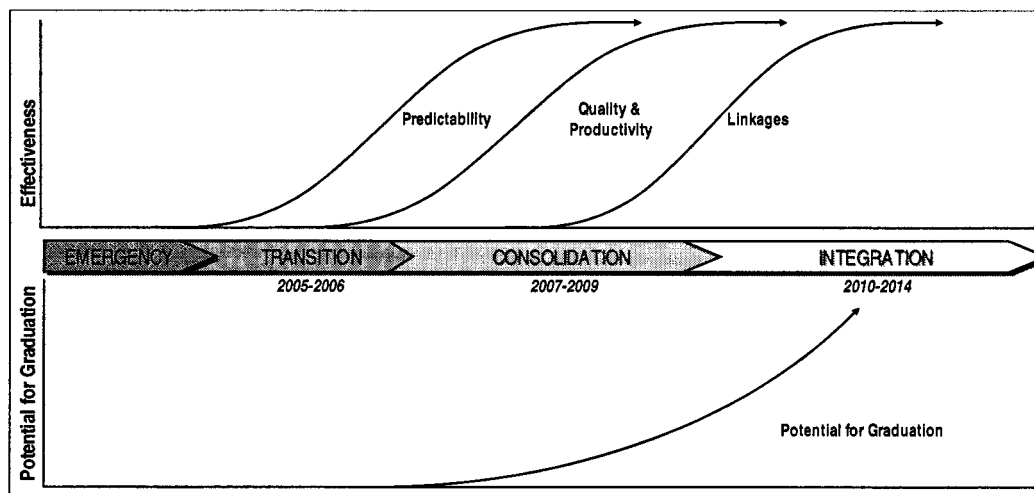 Effectiveness
Predictability
Quality &
Productivity
Linkages
EMERGENCY
TRANSITION
CONSOLIDATION
INTEGRATION
2005-2006
2007-2009
2010-2014
Potential for Graduation
Potential for Graduation